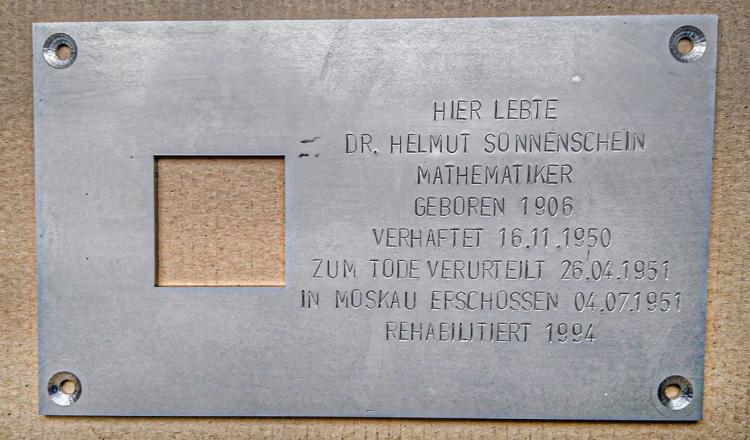 HIER LEBTE
DR. HELMUT SONNENSCHEIN
MATHEMATIKER
GEBOREN 1906
VERHAFTET 16.11.1950
ZUM TODE VERURTEILT 26.04.1951
IN MOSKAU ERSCHOSSEN 04.07.1951
REHABILITIERT 1994